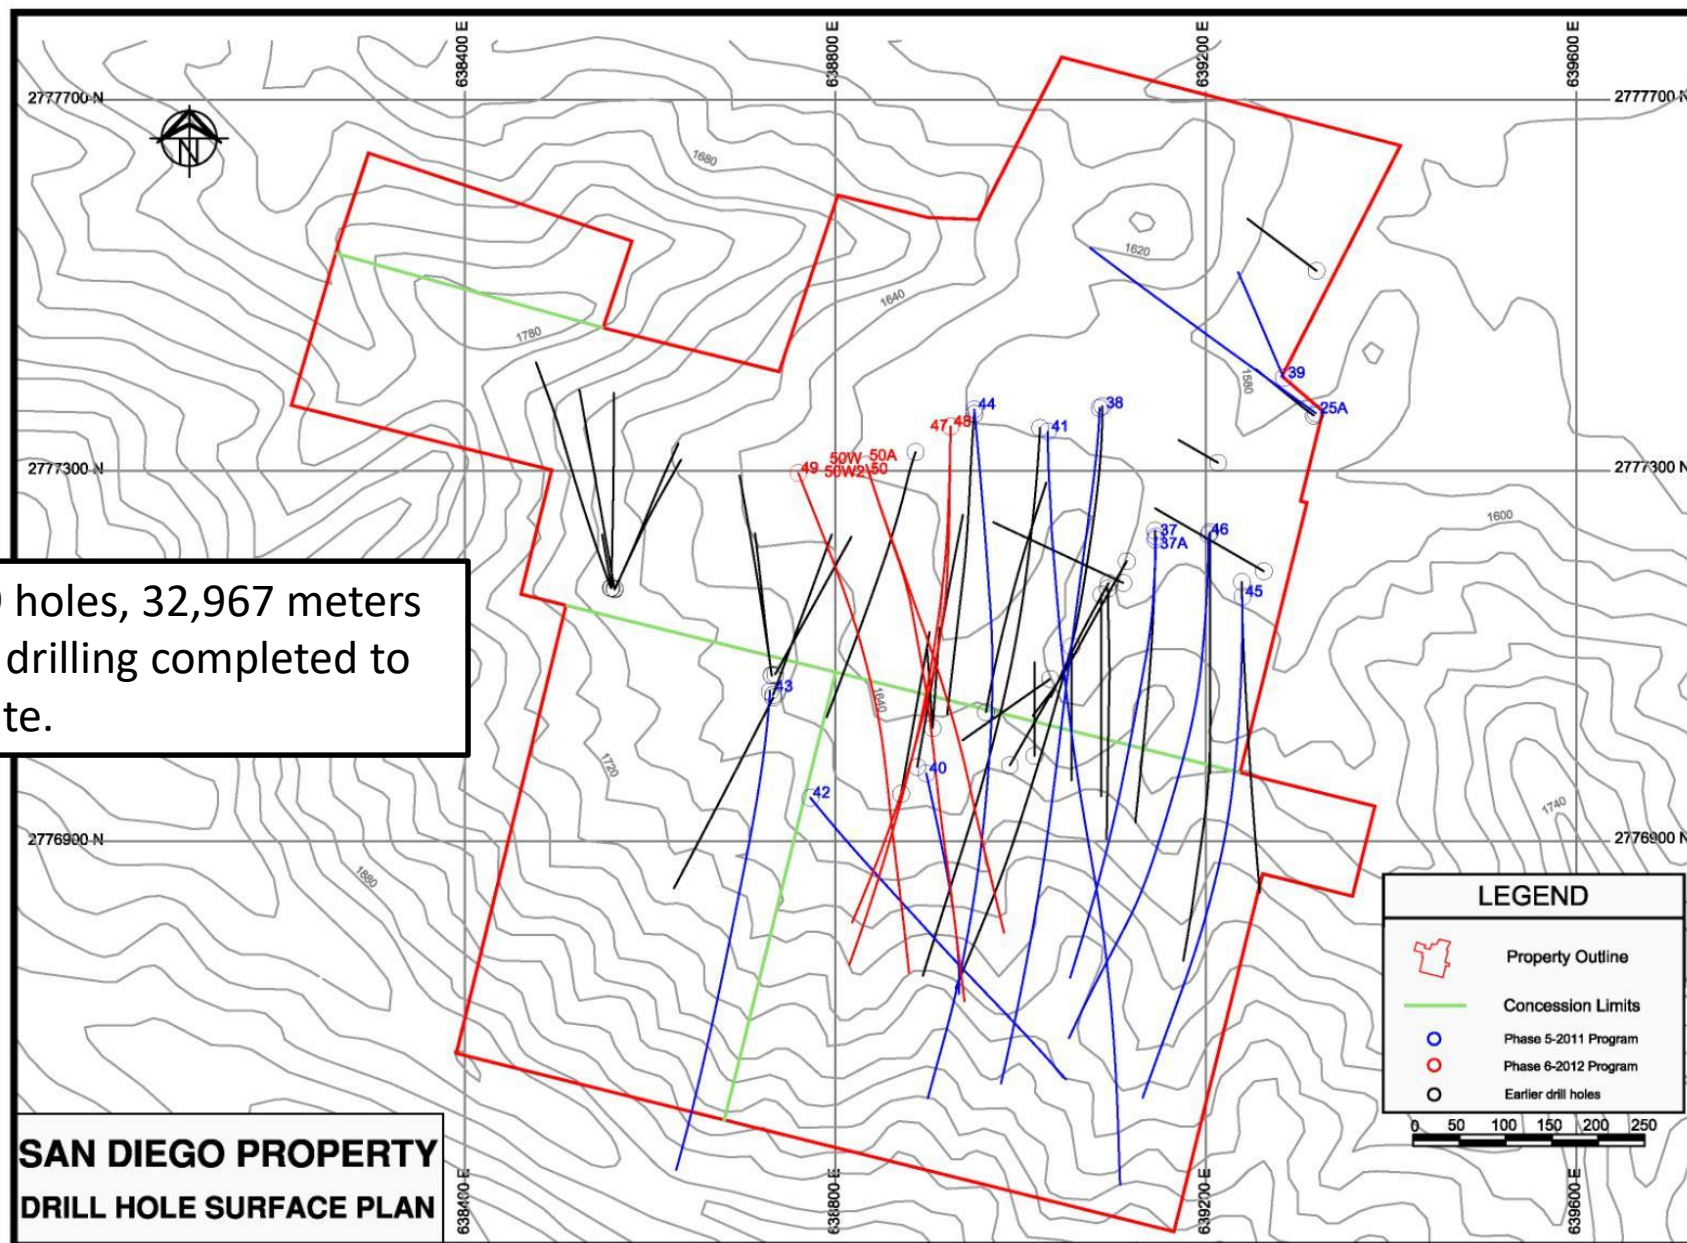 638400 E
638800 E
639200 E
639600 E
2777700 N
2777700 N
N
1680
1620
1640
1780
1580
39
25A
44
38
47
48
41
2777300 N
50W
50A
49
50W2
50
1600
37
46
37A
45
holes, 32,967 meters
drilling completed to
te.
43
1640
1720
40
42
1740
2776900 N
2776900 N
1880
LEGEND
Property Outline
Concession Limits
Phase 5-2011 Program
Phase 6-2012 Program
Earlier drill holes
0 50 100 150 200 250
SAN DIEGO PROPERTY
DRILL HOLE SURFACE PLAN
638400 E
638800 E
639200 E
639600 E